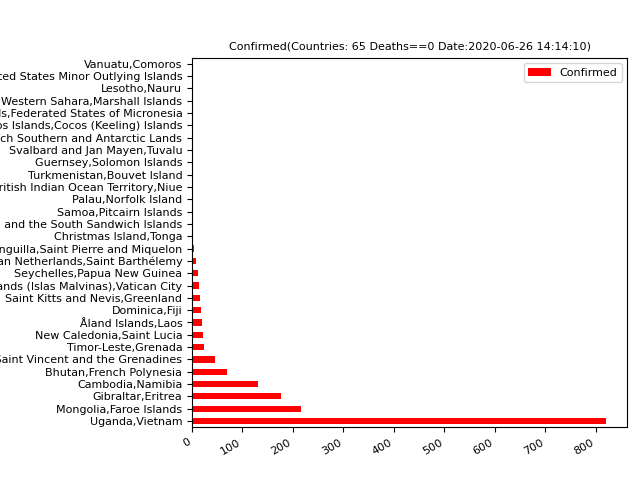 Confirmed(Countries: 65 Deaths==0 Date:2020-06-26 14:14:10)
Confirmed
Vanuatu,Comoros
ted States Minor Outlying Islands
Lesotho,Nauru
Western Sahara,Marshall Islands
s,Federated States of Micronesia
os Islands,Cocos (Keeling) Islands
ch Southern and Antarctic Lands
Svalbard and Jan Mayen,Tuvalu
Guernsey,Solomon Islands
Turkmenistan,Bouvet Island
ritish Indian Ocean Territory,Niue
Palau,Norfolk Island
Samoa,Pitcairn Islands
and the South Sandwich Islands
Christmas Island,Tonga
nguilla,Saint Pierre and Miquelon
an Netherlands,Saint Barthélemy
Seychelles,Papua New Guinea
ands (Islas Malvinas),Vatican City
Saint Kitts and Nevis,Greenland
Dominica,Fiji
Åland Islands,Laos
New Caledonia,Saint Lucia
Timor-Leste,Grenada
Saint Vincent and the Grenadines
Bhutan,French Polynesia
Cambodia,Namibia
Gibraltar,Eritrea
Mongolia,Faroe Islands
Uganda,Vietnam
0 100 200 300 400 500 600 700 800